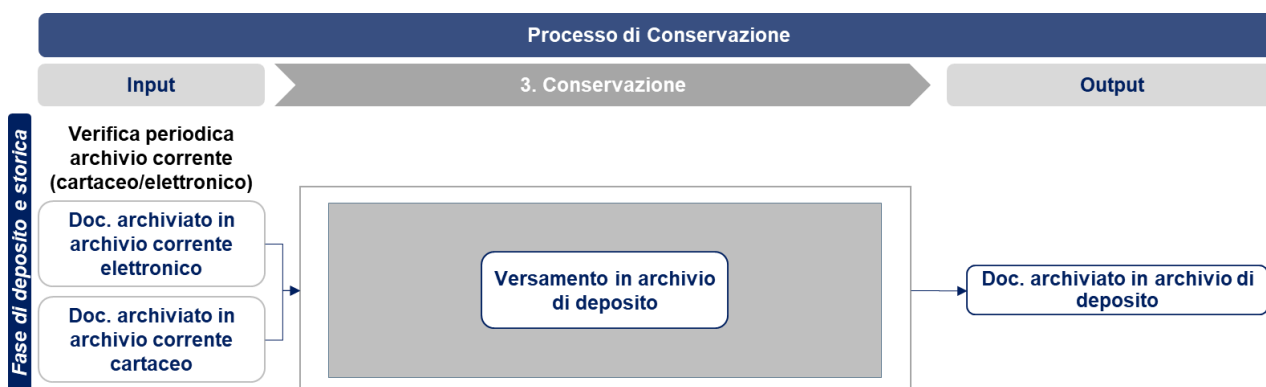 Processo di Conservazione
Input
3. Conservazione
Output
Fase di deposito e storica
Verifica periodica
archivio corrente
(cartaceo/elettronico)
Doc. archiviato in
archivio corrente
elettronico
Doc. archiviato in
archivio corrente
cartaceo
Versamento in archivio
di deposito
Doc. archiviato in archivio di
deposito